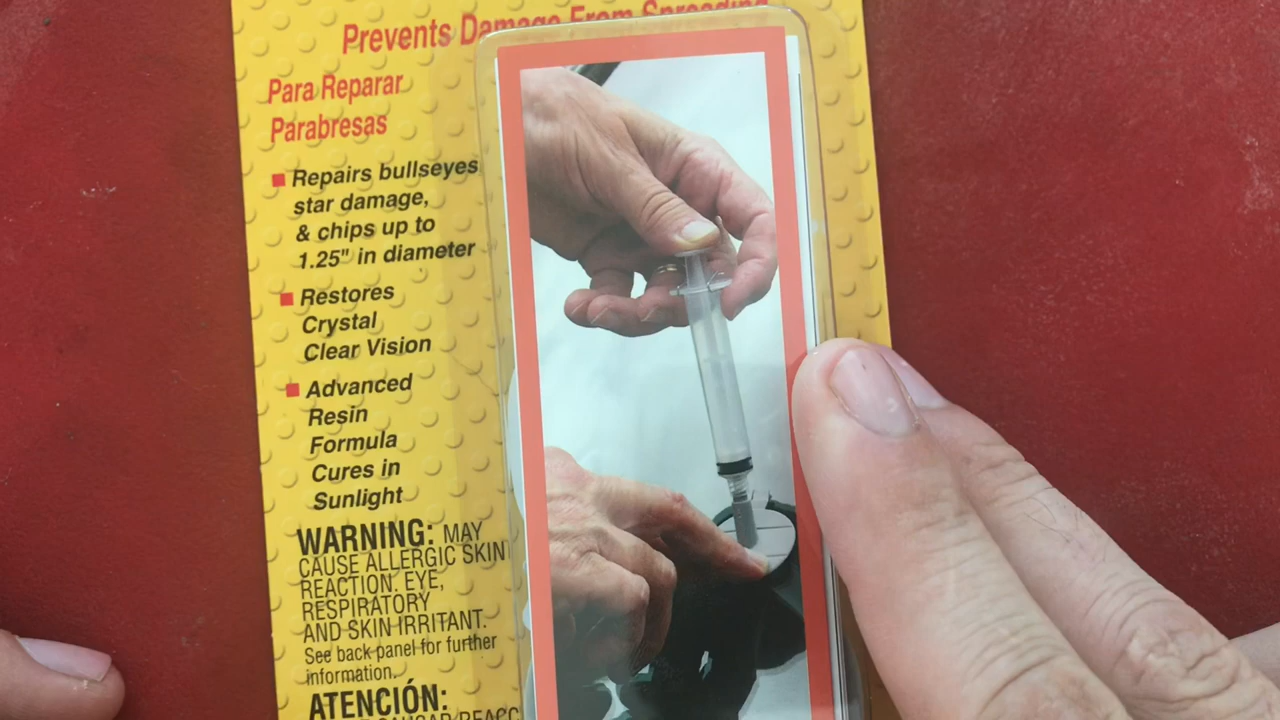 Prevents Damage From Spreading
Para Reparar
Parabresas
Repairs bullseyes
star damage,
& chips up to
1.25" in diameter
Restores
Crystal
Clear Vision
Advanced
Resin
Formula
Cures in
Sunlight
WARNING: MAY
CAUSE ALLERGIC SKIN
REACTION. EYE,
RESPIRATORY
AND SKIN IRRITANT.
See back panel for further
information.
ATENCIÓN:
CAUSAR